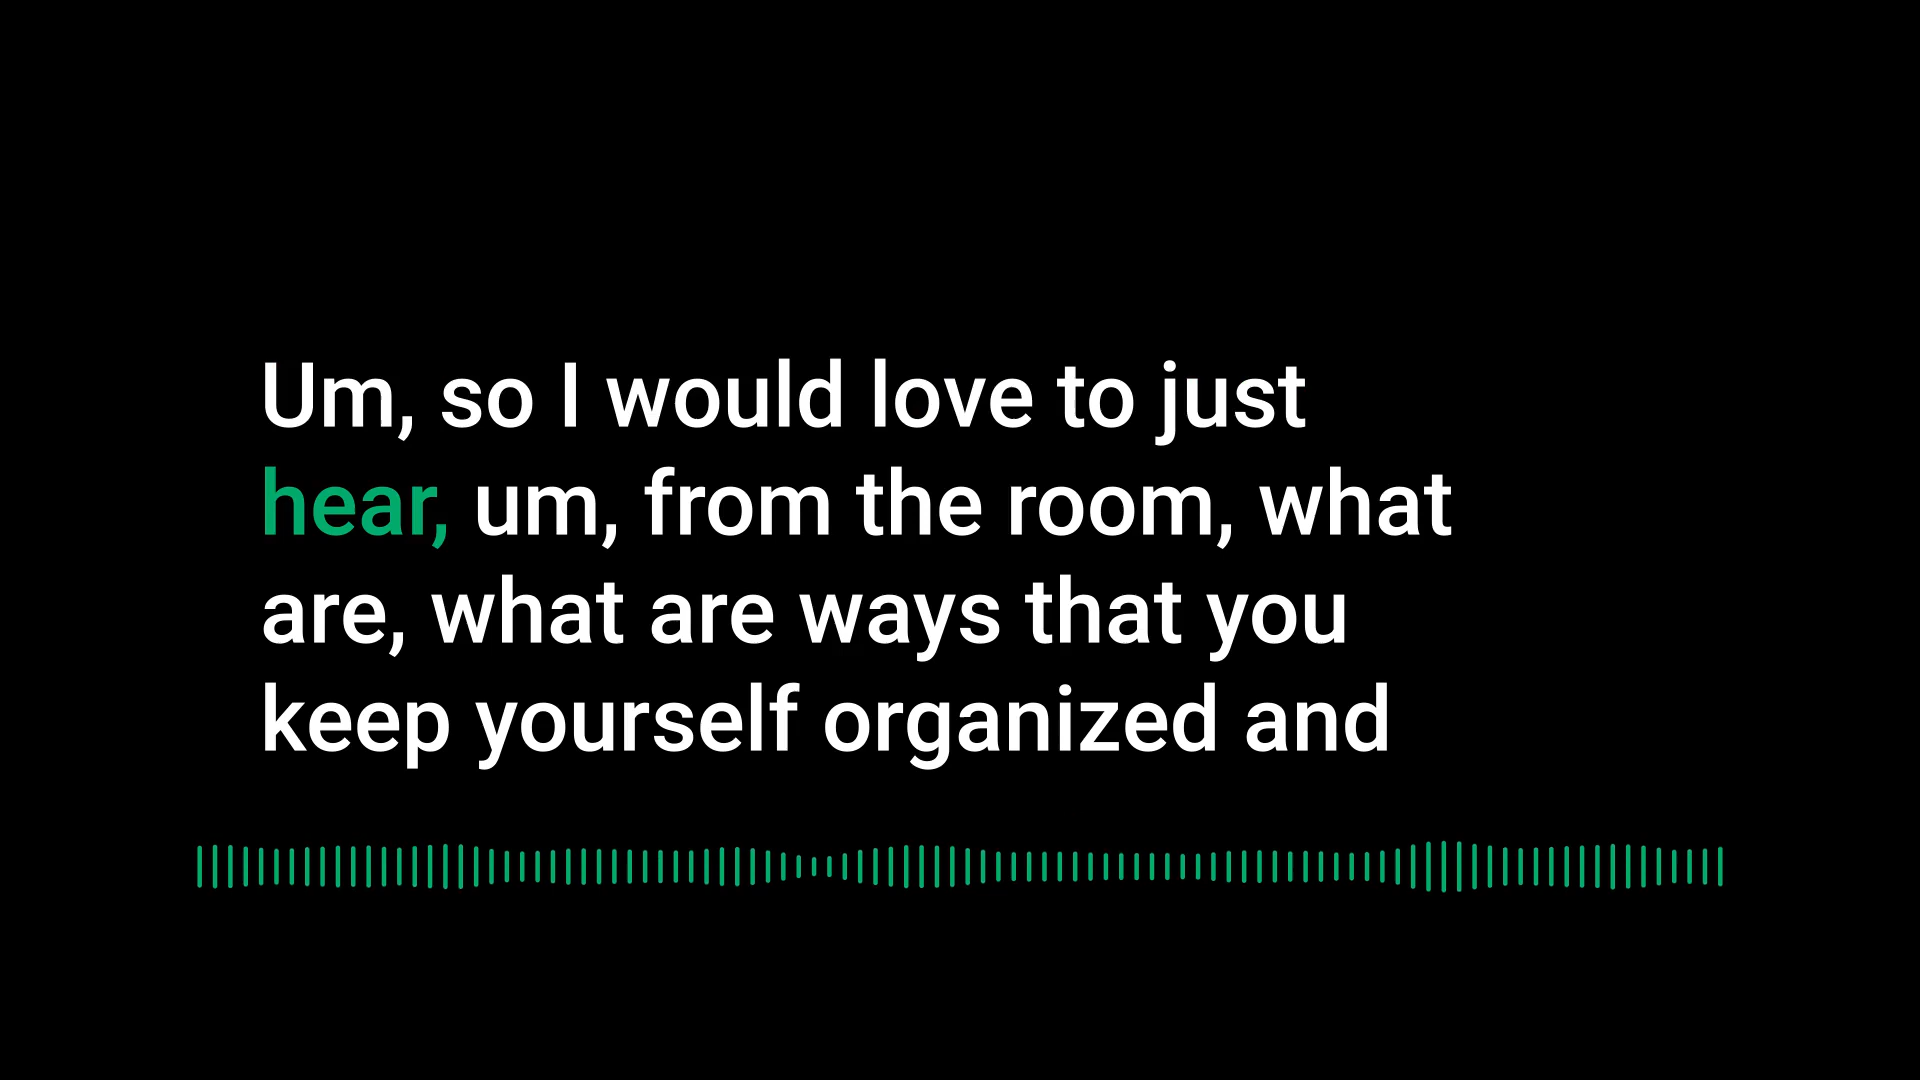 Um, so I would love to just
hear, um, from the room, what
are, what are ways that you
keep yourself organized and